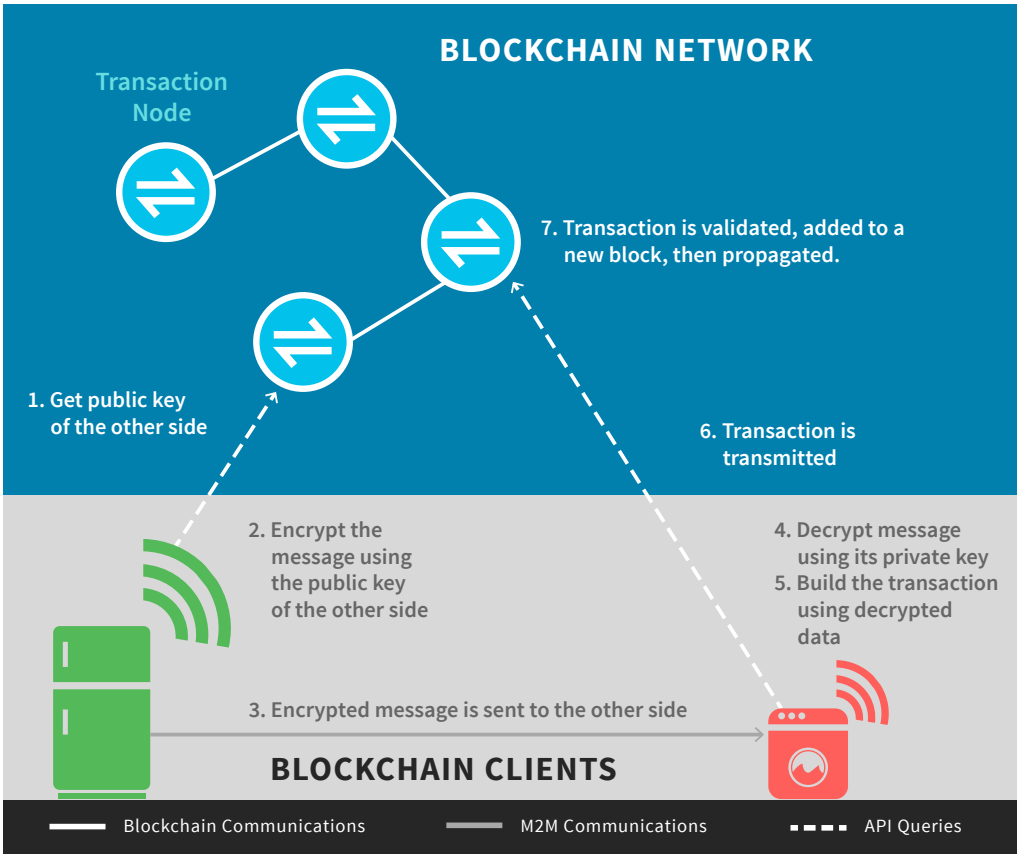 BLOCKCHAIN NETWORK
Transaction
Node
7. Transaction is validated, added to a
new block, then propagated.
1. Get public key
of the other side
6. Transaction is
transmitted
2. Encrypt the
message using
the public key
of the other side
4. Decrypt message
using its private key
5. Build the transaction
using decrypted
data
3. Encrypted message is sent to the other side
BLOCKCHAIN CLIENTS
Blockchain Communications
M2M Communications
API Queries